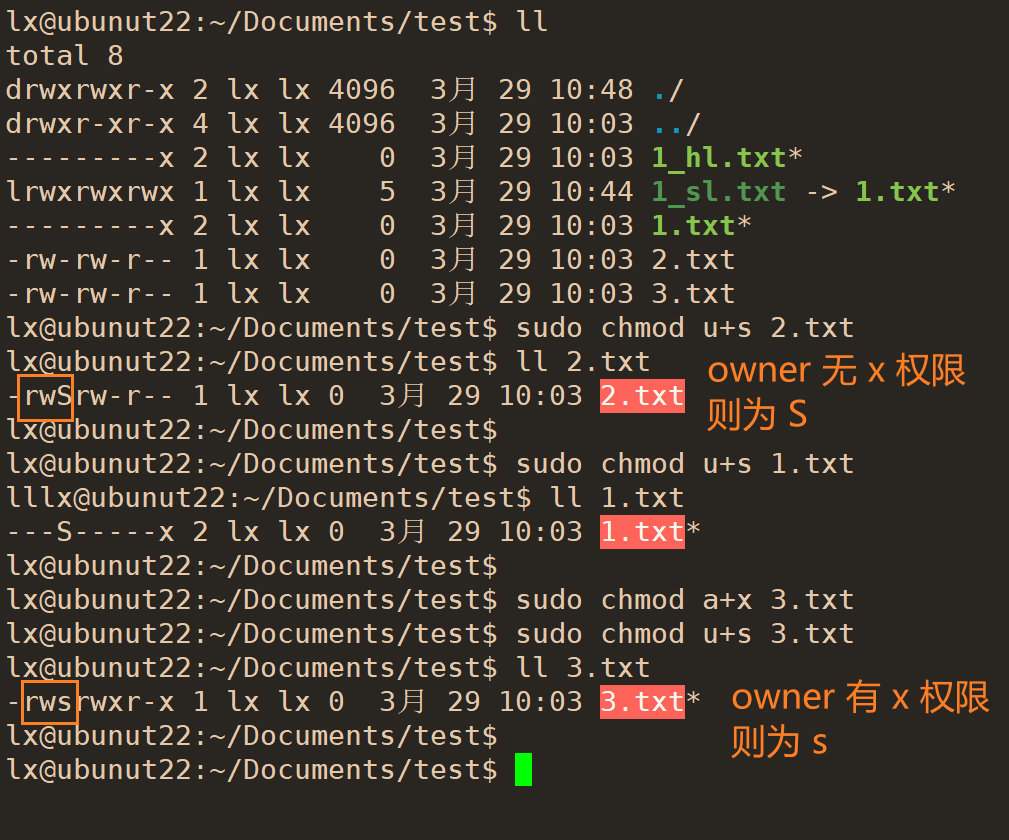 lx@ubunut22:~/Documents/test$ ll
total 8
drwxrwxr-x 2 lx lx 4096  3月 29 10:48 ./
drwxr-xr-x 4 lx lx 4096  3月 29 10:03 ../
---------x 2 lx lx    0  3月 29 10:03 1_hl.txt*
lrwxrwxrwx 1 lx lx    5  3月 29 10:44 1_sl.txt -> 1.txt*
---------x 2 lx lx    0  3月 29 10:03 1.txt*
-rw-rw-r-- 1 lx lx    0  3月 29 10:03 2.txt
-rw-rw-r-- 1 lx lx    0  3月 29 10:03 3.txt
lx@ubunut22:~/Documents/test$ sudo chmod u+s 2.txt
lx@ubunut22:~/Documents/test$ ll 2.txt
-rwSrw-r-- 1 lx lx 0  3月 29 10:03 2.txt
owner 无 x 权限
则为 S
lx@ubunut22:~/Documents/test$
lx@ubunut22:~/Documents/test$ sudo chmod u+s 1.txt
lllx@ubunut22:~/Documents/test$ ll 1.txt
---S-----x 2 lx lx 0  3月 29 10:03 1.txt*
lx@ubunut22:~/Documents/test$
lx@ubunut22:~/Documents/test$ sudo chmod a+x 3.txt
lx@ubunut22:~/Documents/test$ sudo chmod u+s 3.txt
lx@ubunut22:~/Documents/test$ ll 3.txt
-rwsrwxr-x 1 lx lx 0  3月 29 10:03 3.txt*
owner 有 x 权限
则为 s
lx@ubunut22:~/Documents/test$
lx@ubunut22:~/Documents/test$